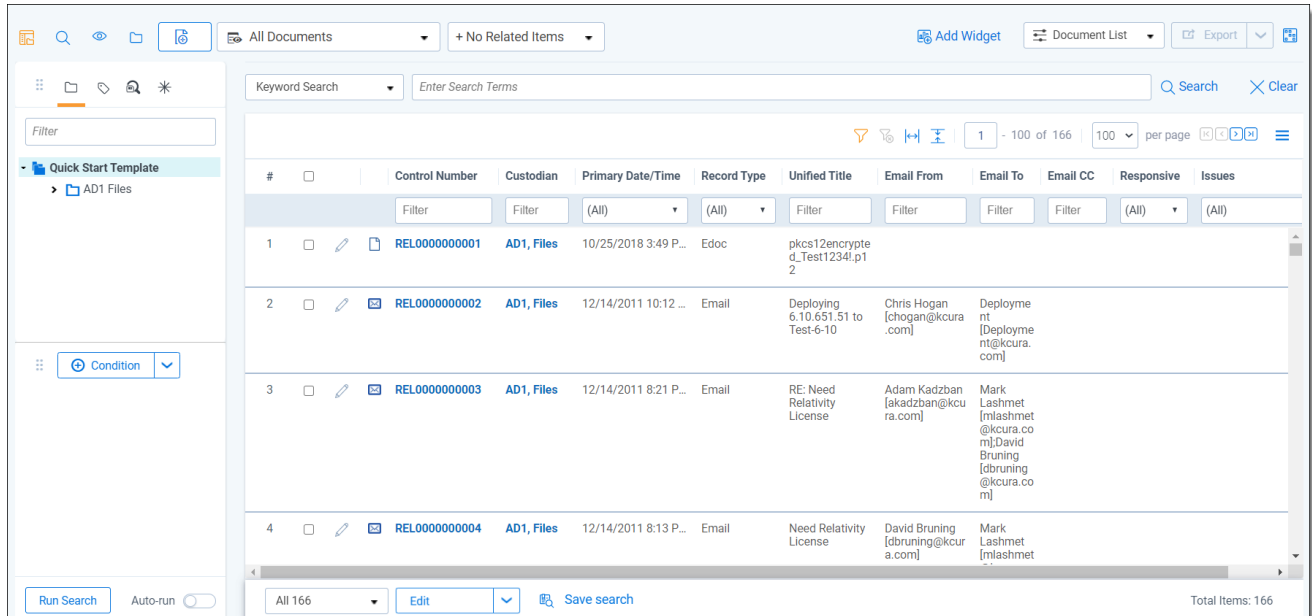 All Documents
+ No Related Items
Add Widget
Document List
Export
Keyword Search
Enter Search Terms
Search
Clear
Filter
Quick Start Template
AD1 Files
1 - 100 of 166
100
per page
# Control Number Custodian Primary Date/Time Record Type Unified Title Email From Email To Email CC Responsive Issues
Filter Filter (All) (All) Filter Filter Filter Filter (All) (All)
1 REL0000000001 AD1, Files 10/25/2018 3:49 P... Edoc pkcs12encrypte
d_Test1234!.p1
2
2 REL0000000002 AD1, Files 12/14/2011 10:12 ... Email Deploying Chris Hogan Deployme
6.10.651.51 to [chogan@kcura nt
Test-6-10 .com] [Deployme
nt@kcura.
com]
3 REL0000000003 AD1, Files 12/14/2011 8:21 P... Email RE: Need Adam Kadzban Mark
Relativity [akadzban@kcu Lashmet
License ra.com] [mlashmet
@kcura.co
m];David
Bruning
[dbruning
@kcura.co
m]
4 REL0000000004 AD1, Files 12/14/2011 8:13 P... Email Need Relativity David Bruning Mark
License [dbruning@kcur Lashmet
a.com] [mlashmet
Condition
Run Search
Auto-run
All 166
Edit
Save search
Total Items: 166